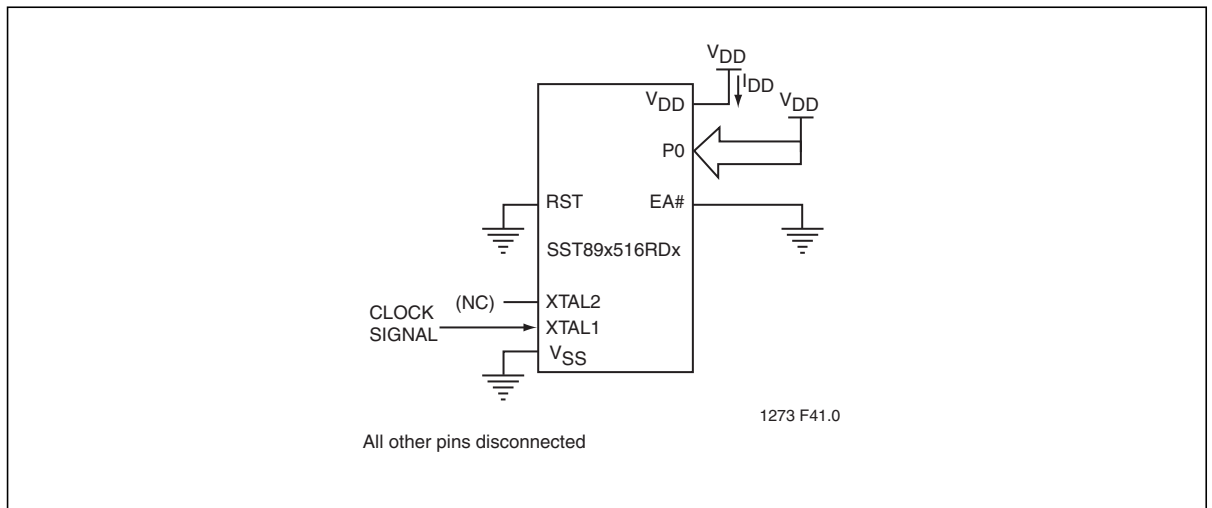 VDD
IDD
VDD
VDD
P0
RST
EA#
SST89x516RDx
(NC)
XTAL2
CLOCK
SIGNAL
XTAL1
VSS
1273 F41.0
All other pins disconnected